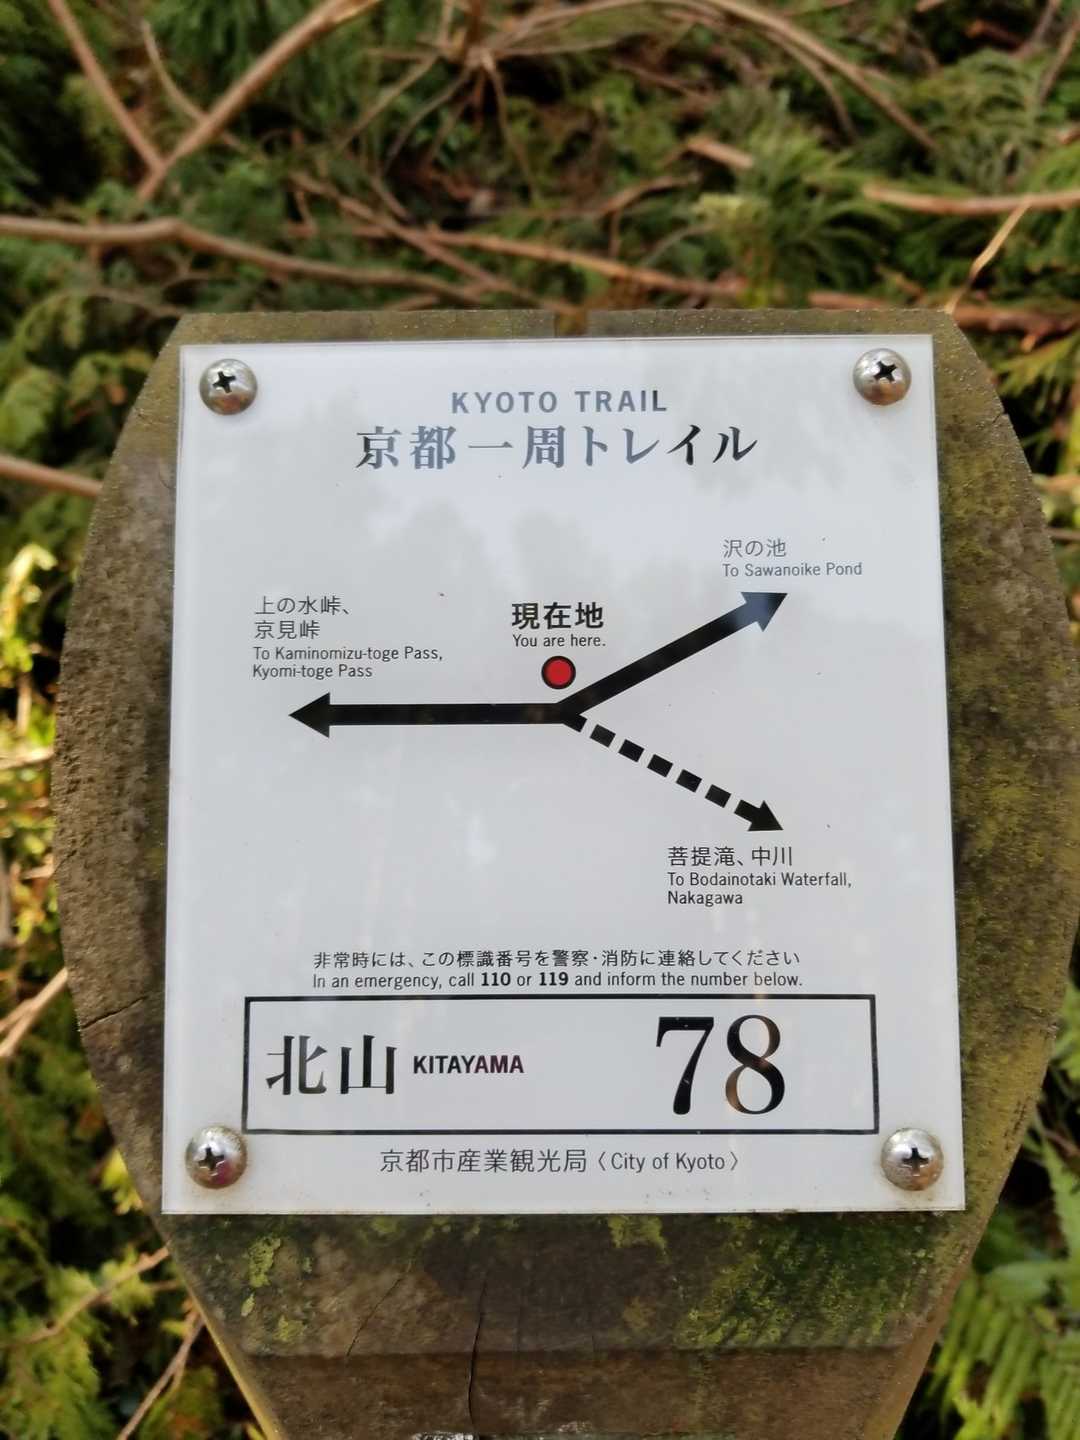 KYOTO TRAIL
京都一周トレイル
沢の池
To Sawanoike Pond
上の水峠、
京見峠
To Kaminomizu-toge Pass,
Kyomi-toge Pass
現在地
You are here.
菩提滝、中川
To Bodainotaki Waterfall,
Nakagawa
非常時には、この標識番号を警察・消防に連絡してください
In an emergency, call 110 or 119 and inform the number below.
北山 KITAYAMA 78
京都市産業観光局〈City of Kyoto〉